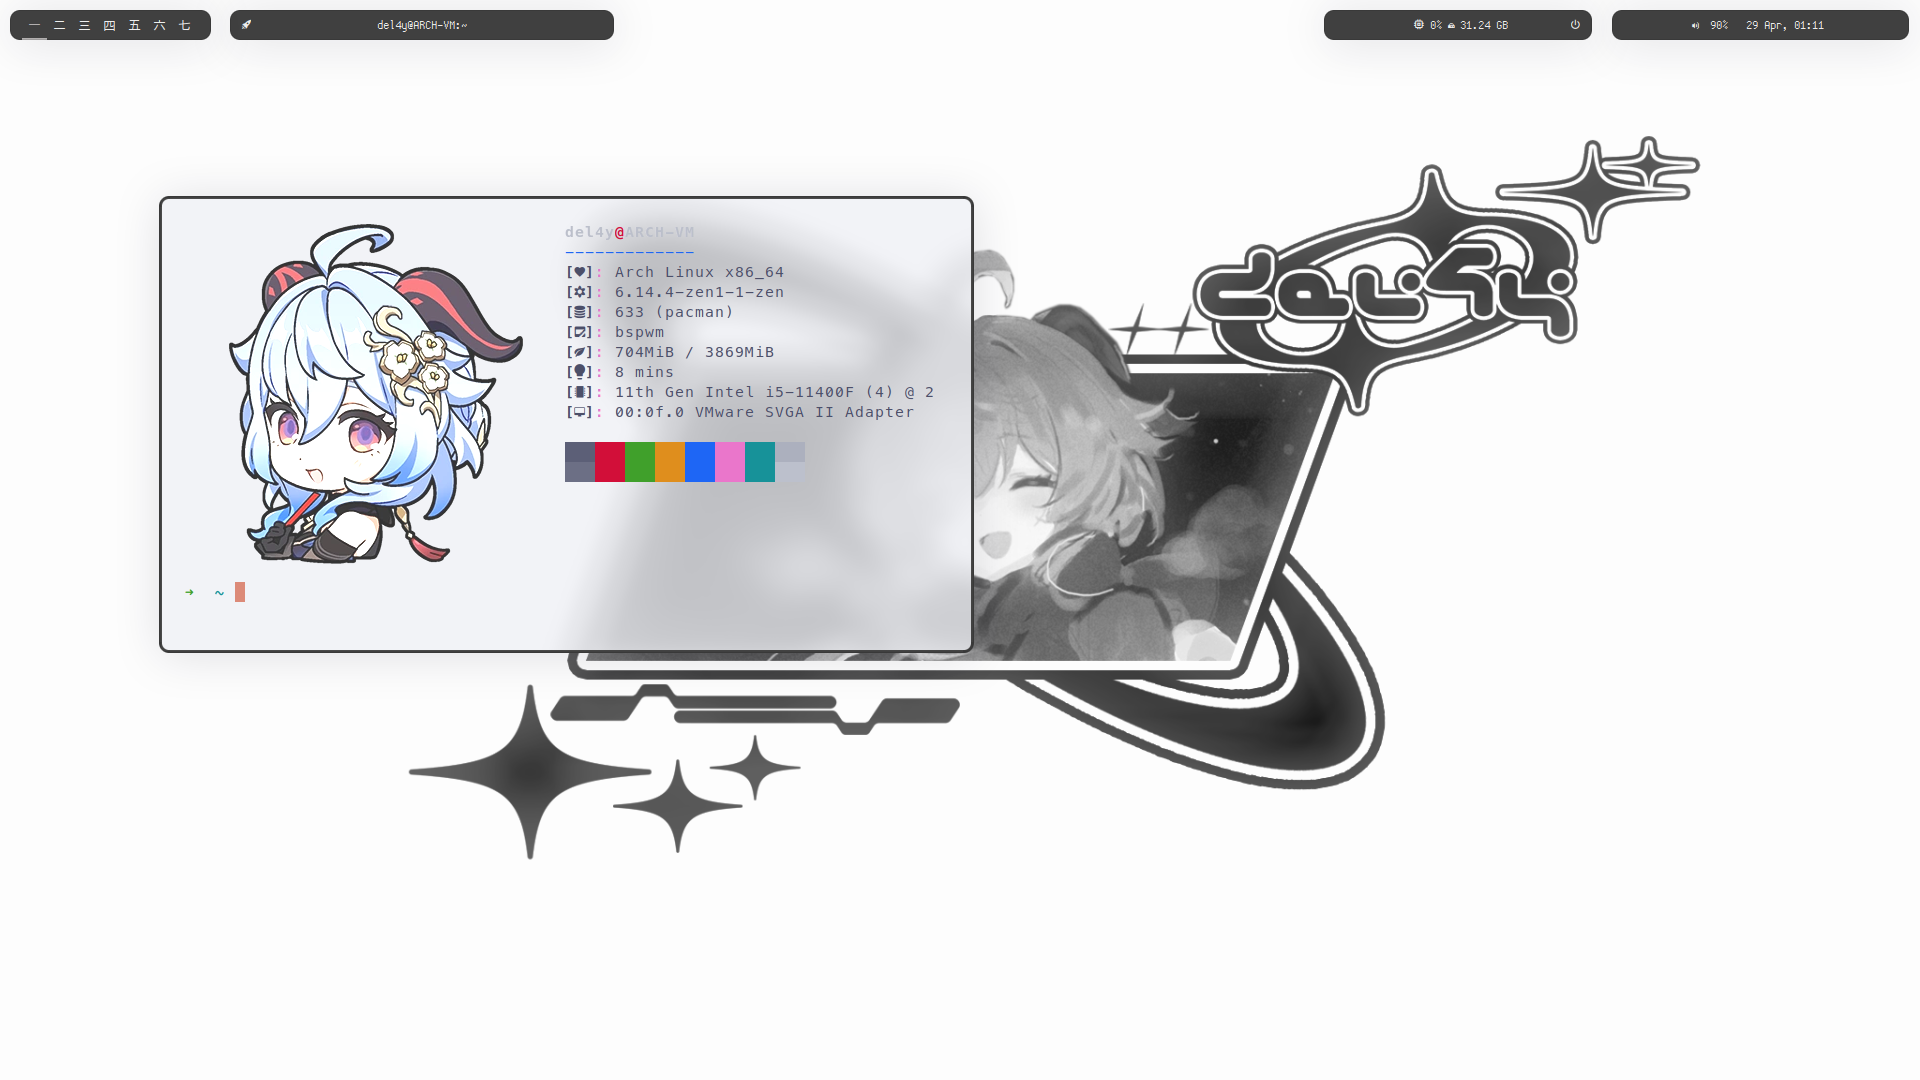 一 二 三 四 五 六 七
del4y@ARCH-VM:~
0% 31.24 GB
90% 29 Apr, 01:11
del4y@ARCH-VM
-------------
[]: Arch Linux x86_64
[]: 6.14.4-zen1-1-zen
[]: 633 (pacman)
[]: bspwm
[]: 704MiB / 3869MiB
[]: 8 mins
[]: 11th Gen Intel i5-11400F (4) @ 2
[]: 00:0f.0 VMware SVGA II Adapter
➜ ~